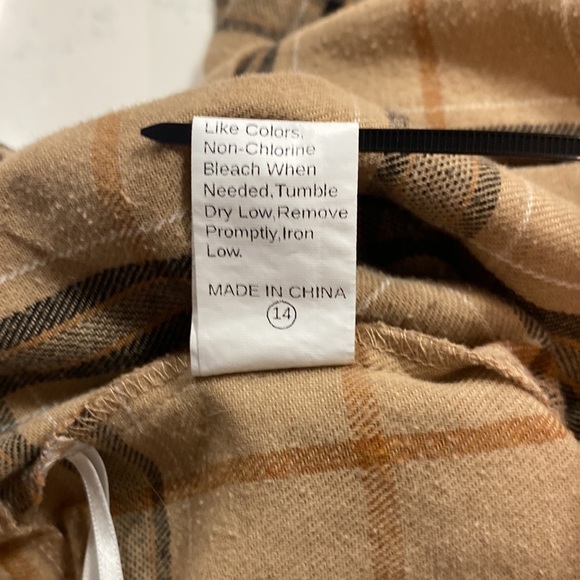 Like Colors,
Non-Chlorine
Bleach When
Needed,Tumble
Dry Low,Remove
Promptly,Iron
Low.
MADE IN CHINA
14